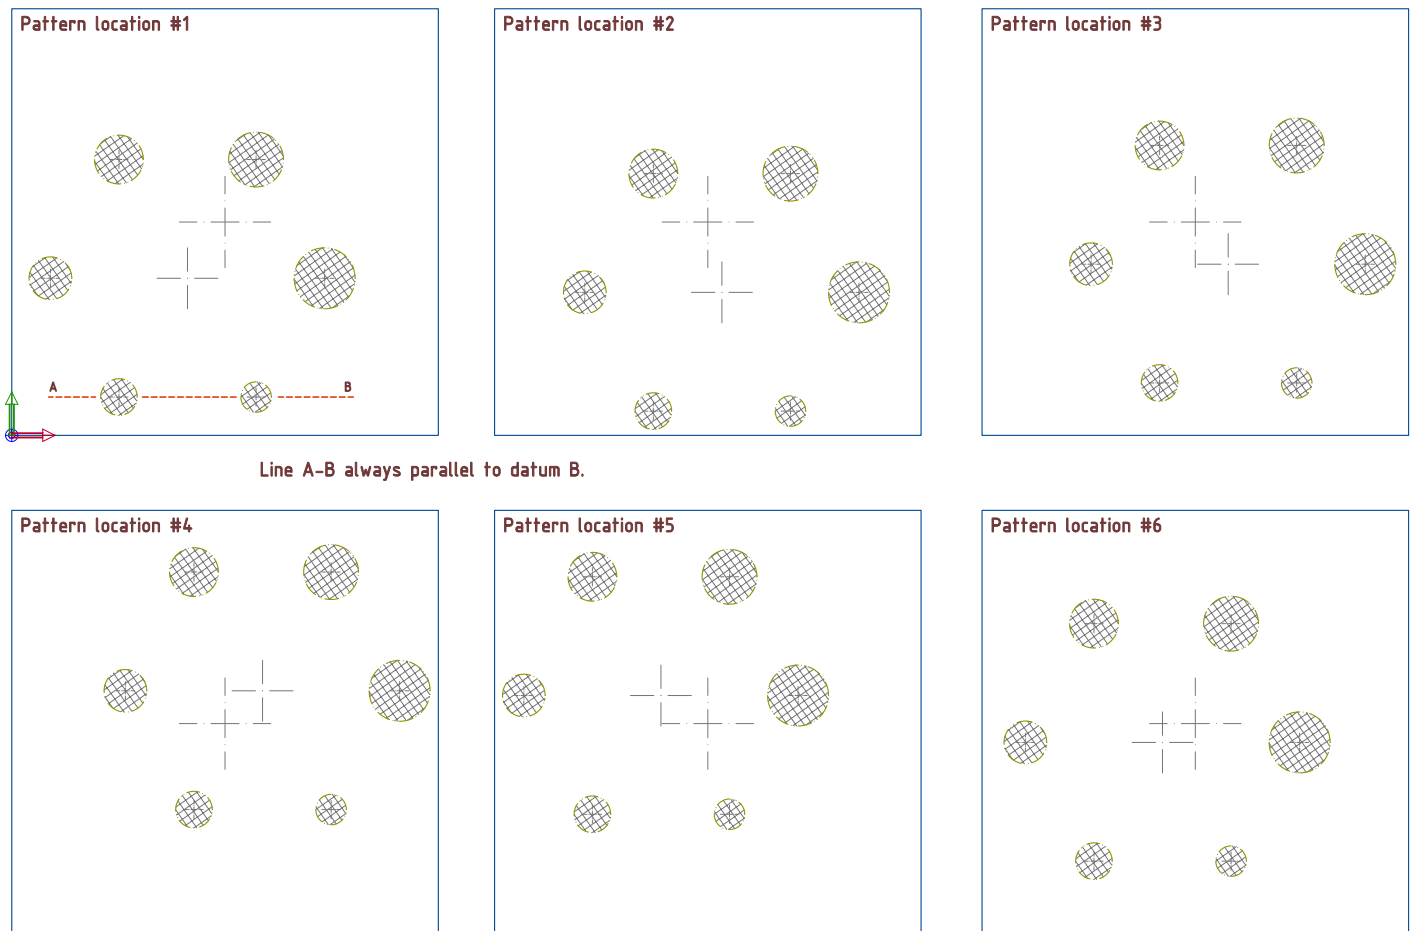 Pattern location #1
Pattern location #2
Pattern location #3
A
B
Line A-B always parallel to datum B.
Pattern location #4
Pattern location #5
Pattern location #6